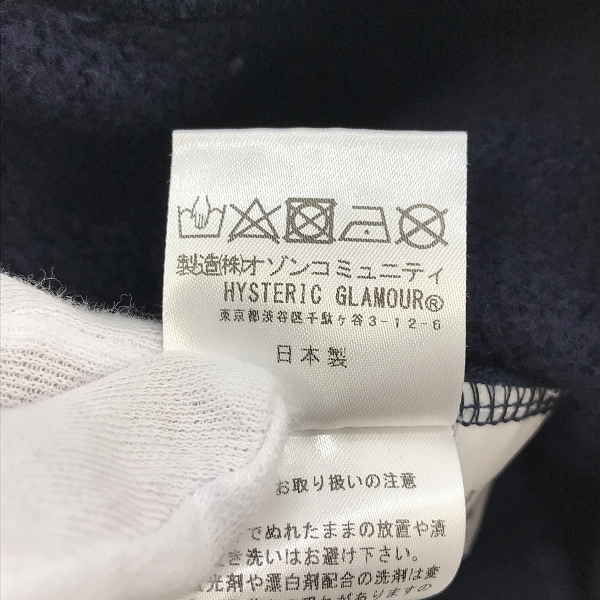 製造㈱オゾンコミュニティ
HYSTERIC GLAMOUR®
東京都渋谷区千駄ヶ谷3-12-6
日本製
お取り扱いの注意
でぬれたままの放置や漬
き洗いはお避け下さい。
光剤や漂白剤配合の洗剤は変